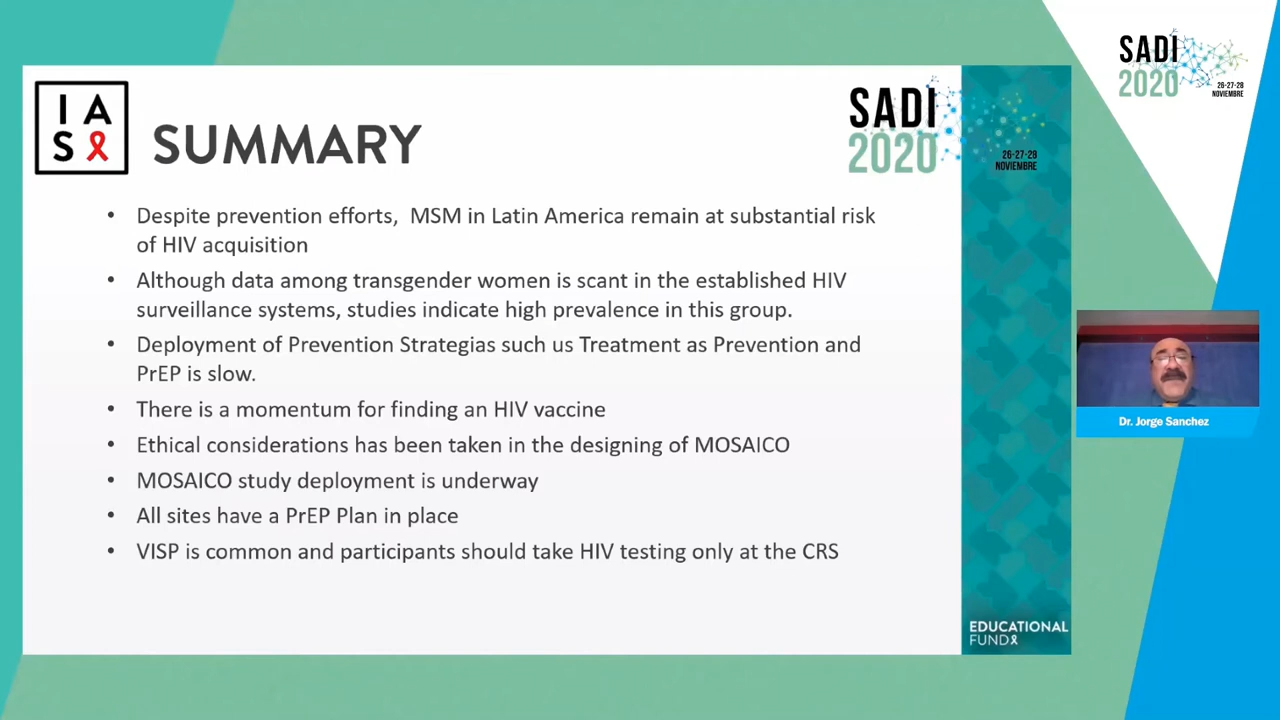 IA
S
SUMMARY
SADI
2020
26-27-28
NOVIEMBRE
SADI
2020
26-27-28
NOVIEMBRE
• Despite prevention efforts,  MSM in Latin America remain at substantial risk
of HIV acquisition
• Although data among transgender women is scant in the established HIV
surveillance systems, studies indicate high prevalence in this group.
• Deployment of Prevention Strategias such us Treatment as Prevention and
PrEP is slow.
• There is a momentum for finding an HIV vaccine
• Ethical considerations has been taken in the designing of MOSAICO
• MOSAICO study deployment is underway
• All sites have a PrEP Plan in place
• VISP is common and participants should take HIV testing only at the CRS
Dr. Jorge Sanchez
EDUCATIONAL
FUND